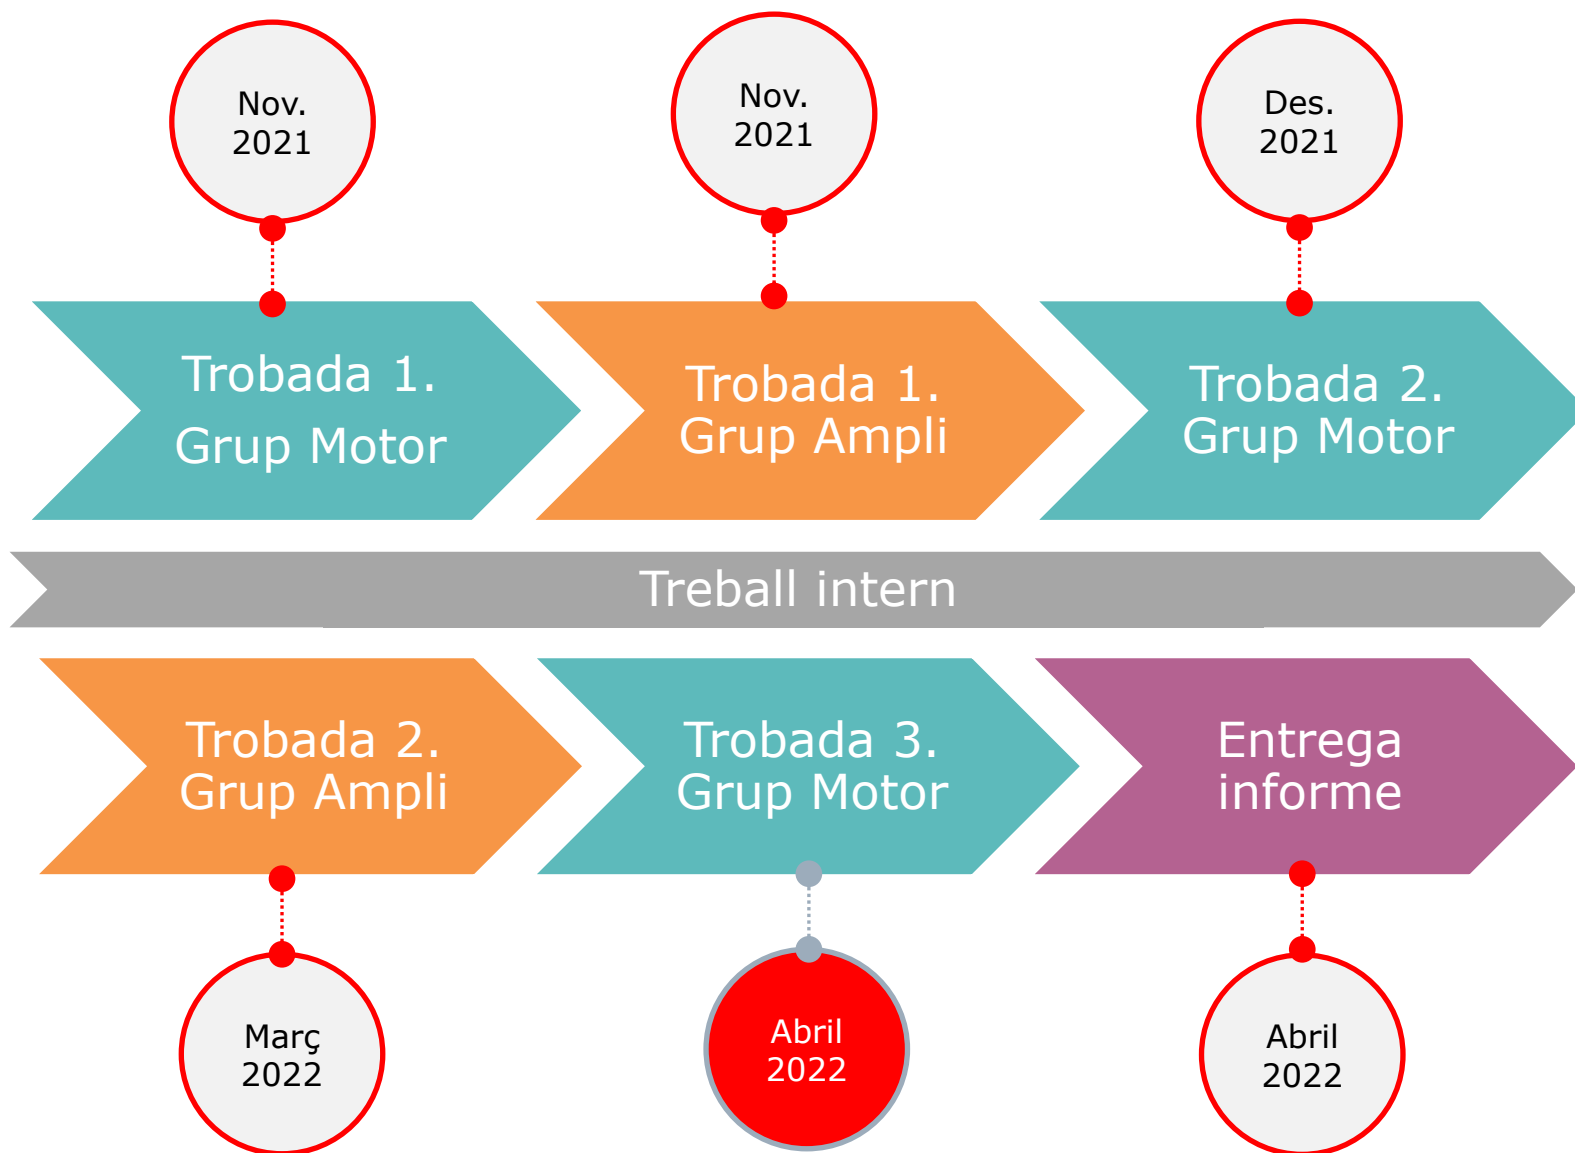 Nov.
2021
Nov.
2021
Des.
2021
Trobada 1.
Grup Motor
Trobada 1.
Grup Ampli
Trobada 2.
Grup Motor
Treball intern
Trobada 2.
Grup Ampli
Trobada 3.
Grup Motor
Entrega
informe
Març
2022
Abril
2022
Abril
2022